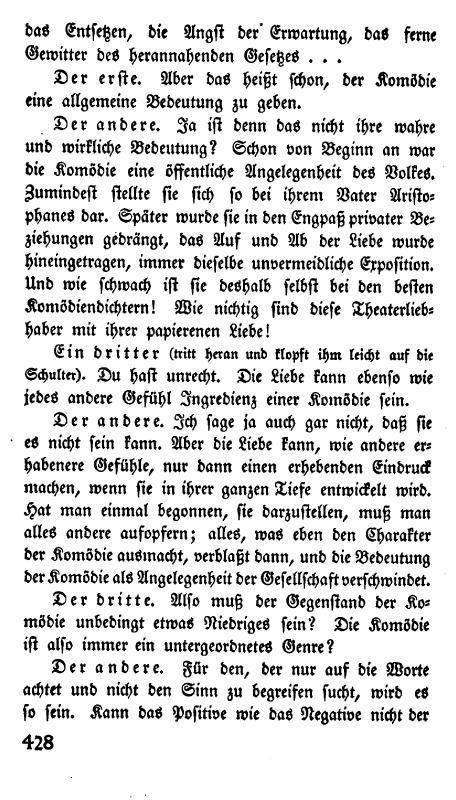 das Entsetzen, die Angst der Erwartung, das ferne
Gewitter des herannahenden Gesetzes . . .
Der erste. Aber das heißt schon, der Komödie
eine allgemeine Bedeutung zu geben.
Der andere. Ja ist denn das nicht ihre wahre
und wirkliche Bedeutung? Schon von Beginn an war
die Komödie eine öffentliche Angelegenheit des Volkes.
Zumindest stellte sie sich so bei ihrem Vater Aristo-
phanes dar. Später wurde sie in den Engpaß privater Be-
ziehungen gedrängt, das Auf und Ab der Liebe wurde
hineingetragen, immer dieselbe unvermeidliche Exposition.
Und wie schwach ist sie deshalb selbst bei den besten
Komödiendichtern! Wie nichtig sind diese Theaterlieb-
haber mit ihrer papierenen Liebe!
Ein dritter (tritt heran und klopft ihm leicht auf die
Schulter). Du hast unrecht. Die Liebe kann ebenso wie
jedes andere Gefühl Ingredienz einer Komödie sein.
Der andere. Ich sage ja auch gar nicht, daß sie
es nicht sein kann. Aber die Liebe kann, wie andere er-
habenere Gefühle, nur dann einen erhebenden Eindruck
machen, wenn sie in ihrer ganzen Tiefe entwickelt wird.
Hat man einmal begonnen, sie darzustellen, muß man
alles andere aufopfern; alles, was eben den Charakter
der Komödie ausmacht, verblaßt dann, und die Bedeutung
der Komödie als Angelegenheit der Gesellschaft verschwindet.
Der dritte. Also muß der Gegenstand der Ko-
mödie unbedingt etwas Niedriges sein? Die Komödie
ist also immer ein untergeordnetes Genre?
Der andere. Für den, der nur auf die Worte
achtet und nicht den Sinn zu begreifen sucht, wird es
so sein. Kann das Positive wie das Negative nicht der
428